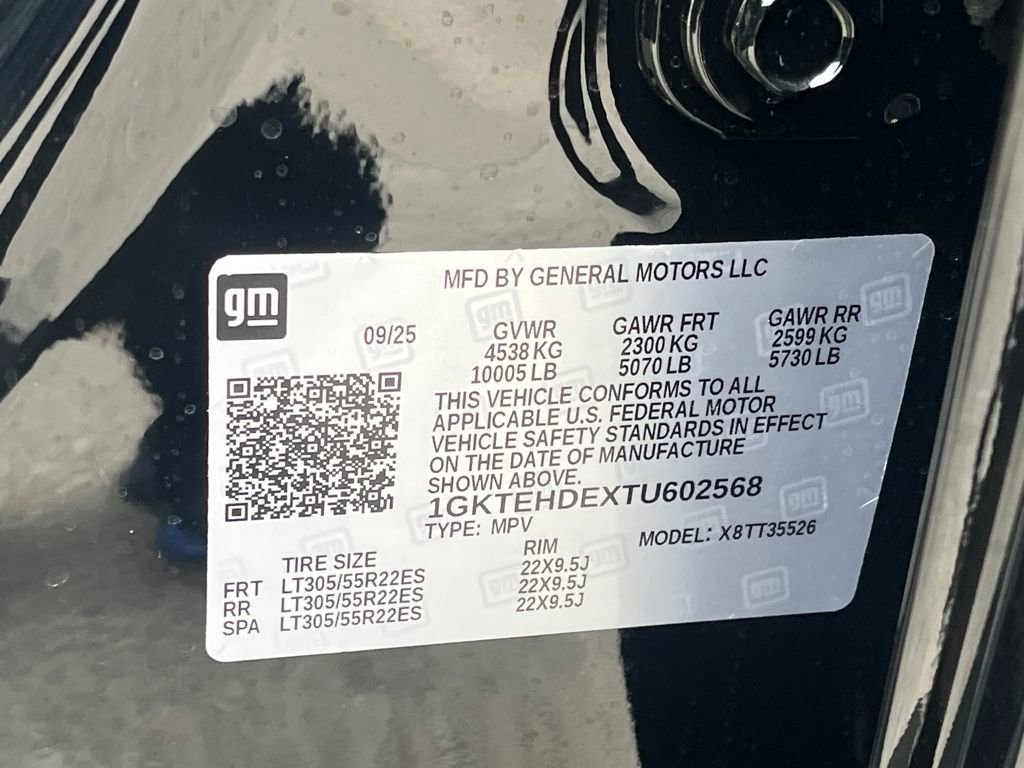 gm
MFD BY GENERAL MOTORS LLC
09/25
GVWR GAWR FRT GAWR RR
4538 KG 2300 KG 2599 KG
10005 LB 5070 LB 5730 LB
THIS VEHICLE CONFORMS TO ALL
APPLICABLE U.S. FEDERAL MOTOR
VEHICLE SAFETY STANDARDS IN EFFECT
ON THE DATE OF MANUFACTURE
SHOWN ABOVE.
1GKTEHDEXTU602568
TYPE: MPV MODEL: X8TT35526
TIRE SIZE RIM
FRT LT305/55R22ES 22X9.5J
RR LT305/55R22ES 22X9.5J
SPA LT305/55R22ES 22X9.5J